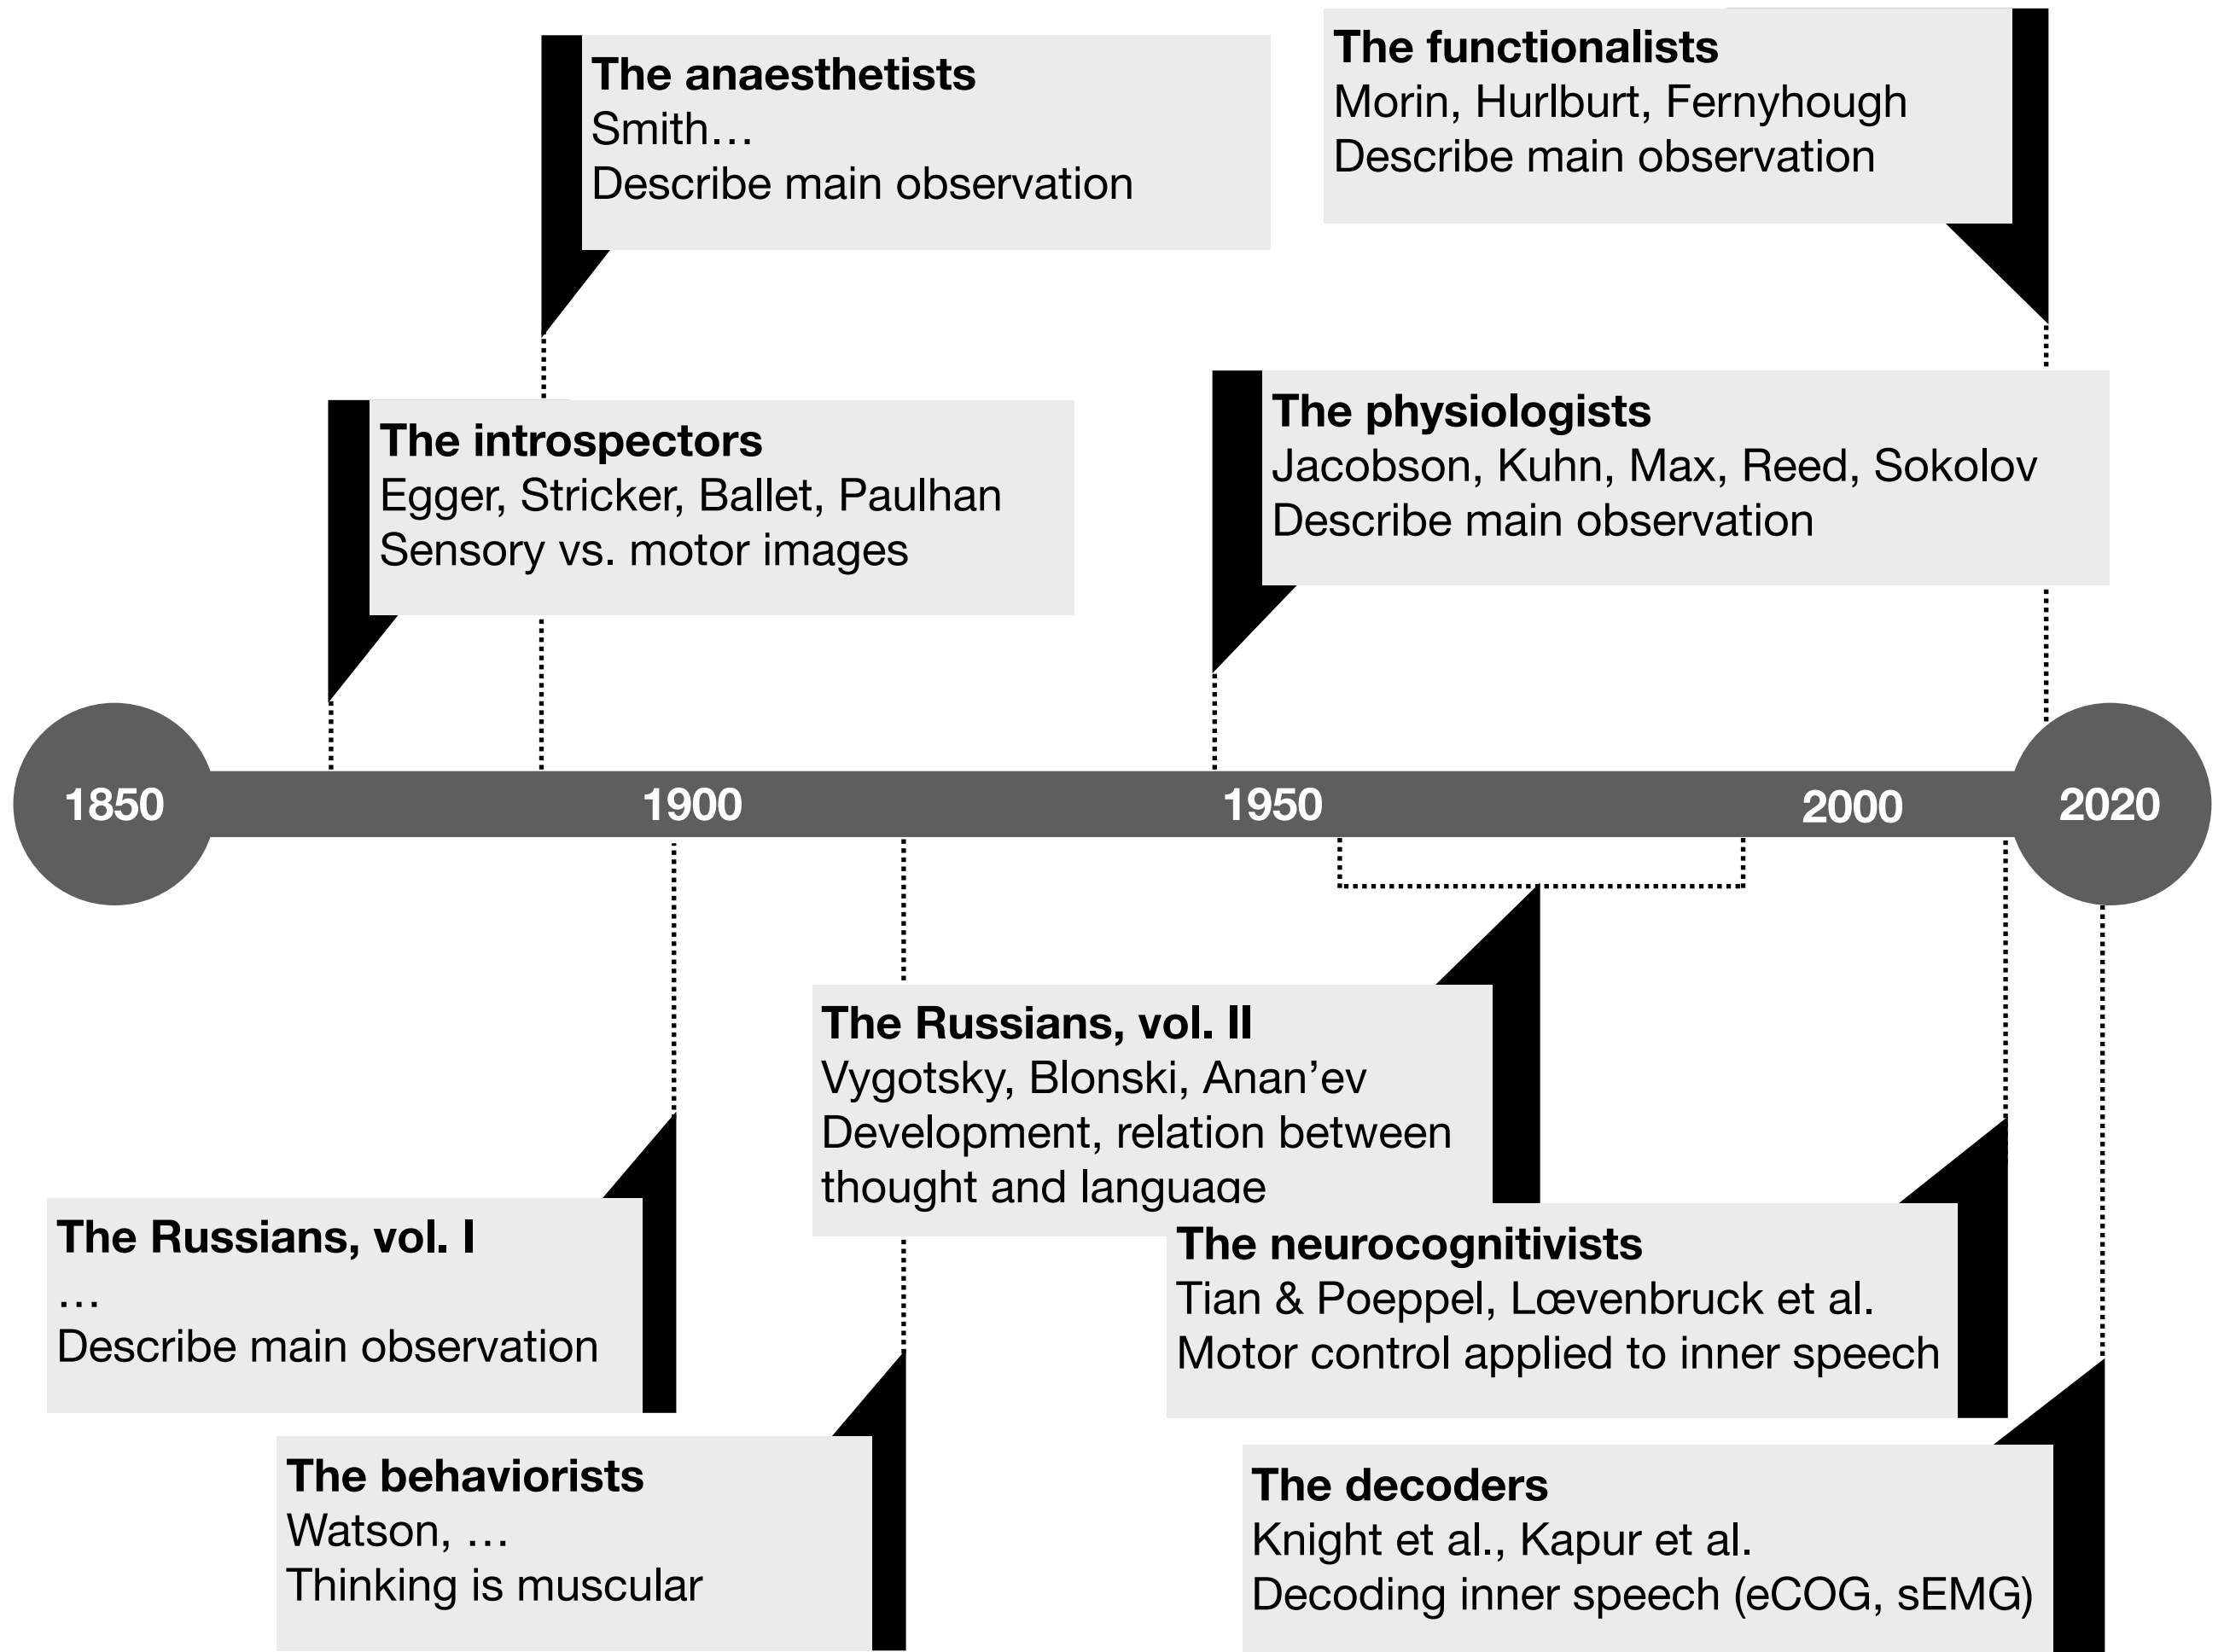 The anaesthetists
Smith…
Describe main observation
The functionalists
Morin, Hurlburt, Fernyhough
Describe main observation
The introspectors
Egger, Stricker, Ballet, Paulhan
Sensory vs. motor images
The physiologists
Jacobson, Kuhn, Max, Reed, Sokolov
Describe main observation
1850
1900
1950
2000
2020
The Russians, vol. II
Vygotsky, Blonski, Anan’ev
Development, relation between
thought and language
The Russians, vol. I
…
Describe main observation
The neurocognitivists
Tian & Poeppel, Lœvenbruck et al.
Motor control applied to inner speech
The behaviorists
Watson, …
Thinking is muscular
The decoders
Knight et al., Kapur et al.
Decoding inner speech (eCOG, sEMG)